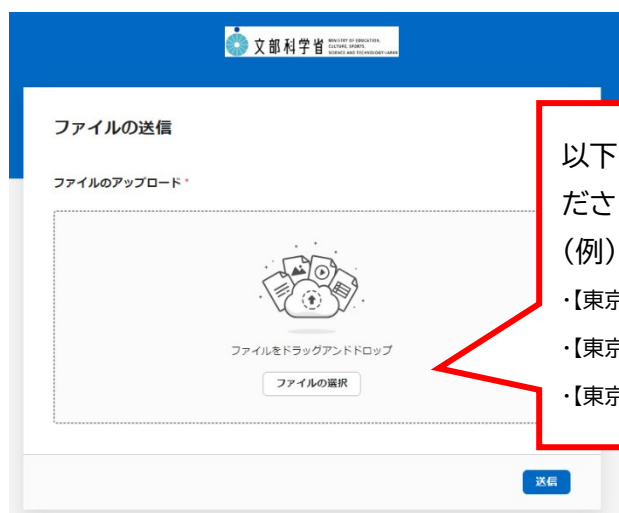 文部科学省
MINISTRY OF EDUCATION,
CULTURE, SPORTS,
SCIENCE AND TECHNOLOGY-JAPAN
ファイルの送信
ファイルのアップロード *
ファイルをドラッグアンドドロップ
ファイルの選択
送信
以下
ださ
（例）
・【東京
・【東京
・【東京